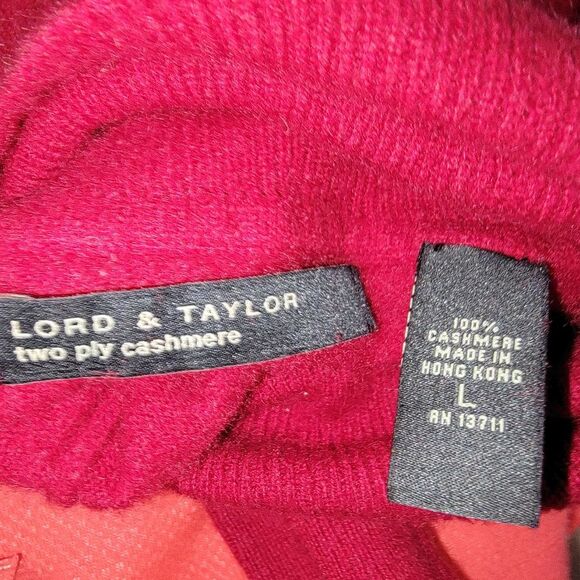 LORD & TAYLOR
two ply cashmere
100%
CASHMERE
MADE IN
HONG KONG
L
RN 13711